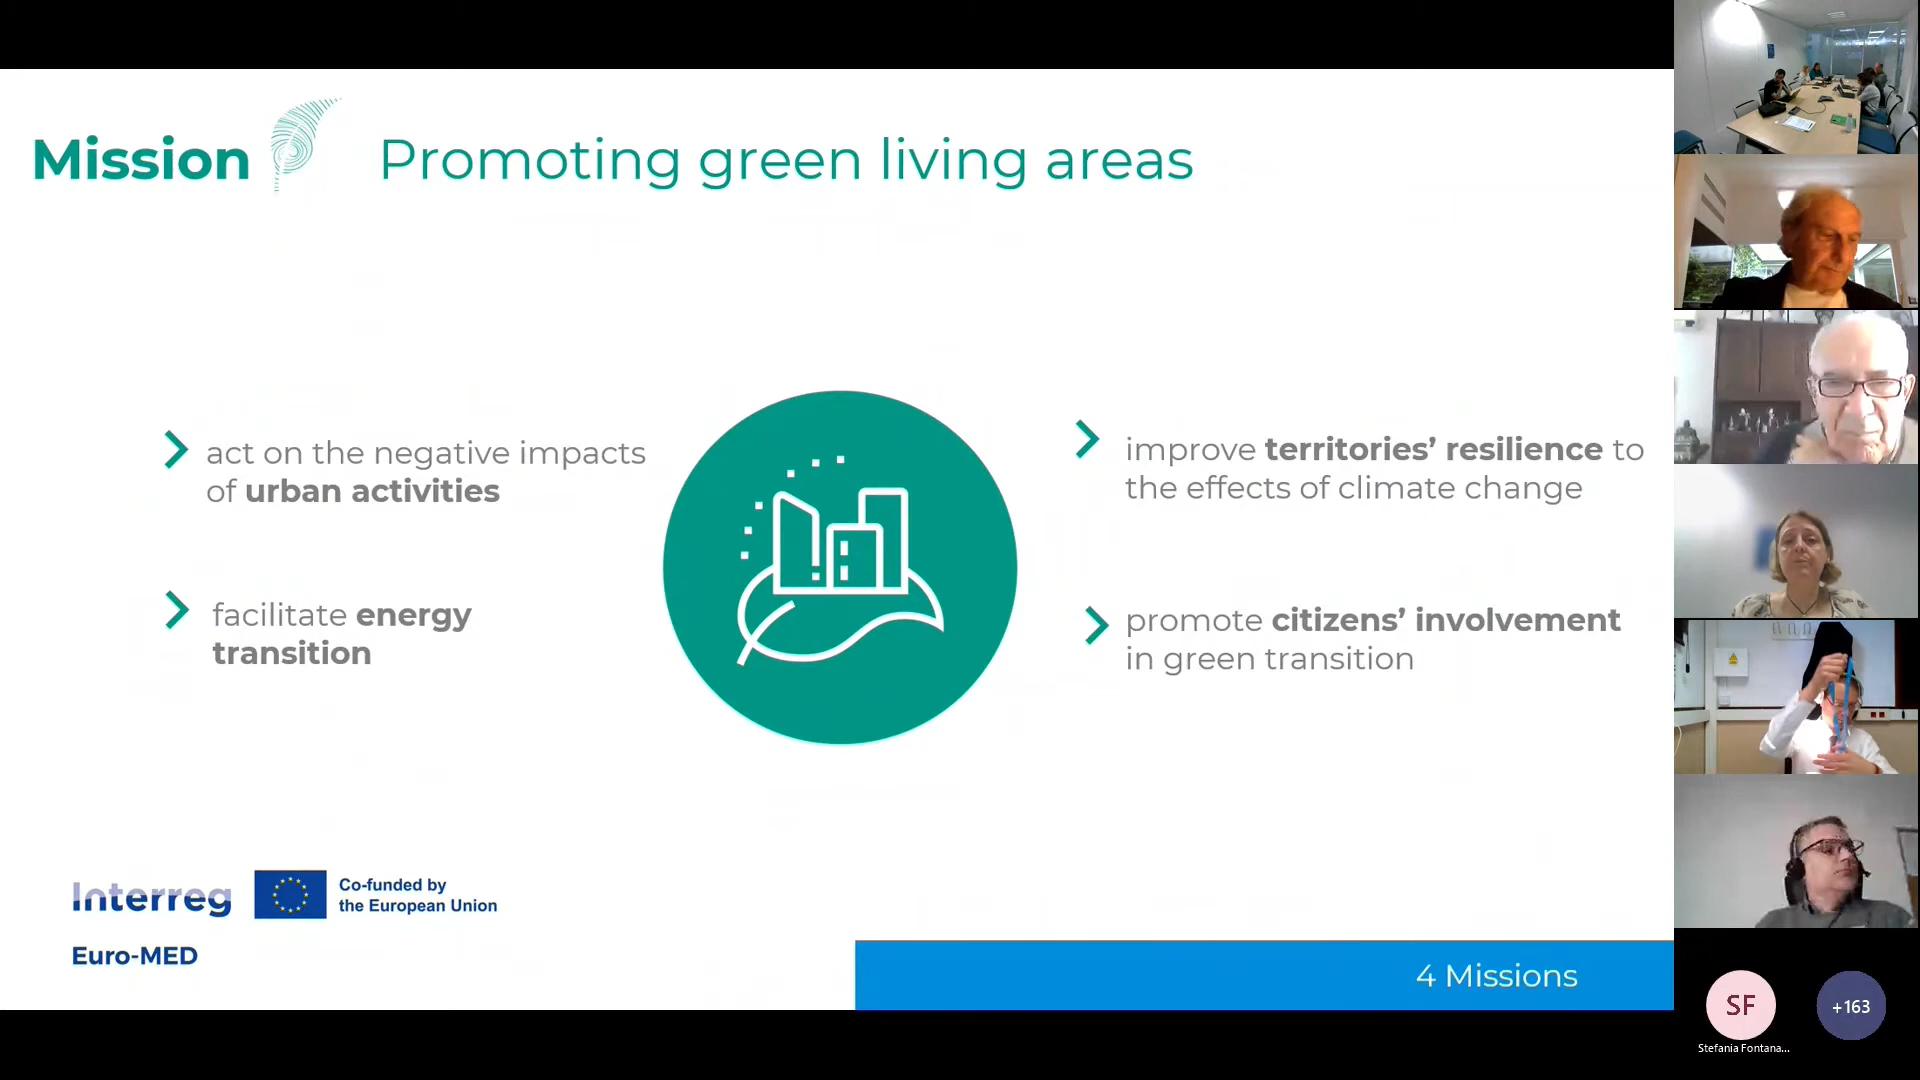 Mission
Promoting green living areas
act on the negative impacts
of urban activities
facilitate energy
transition
improve territories’ resilience to
the effects of climate change
promote citizens’ involvement
in green transition
Interreg
Co-funded by
the European Union
Euro-MED
4 Missions
SF
+163
Stefania Fontana...